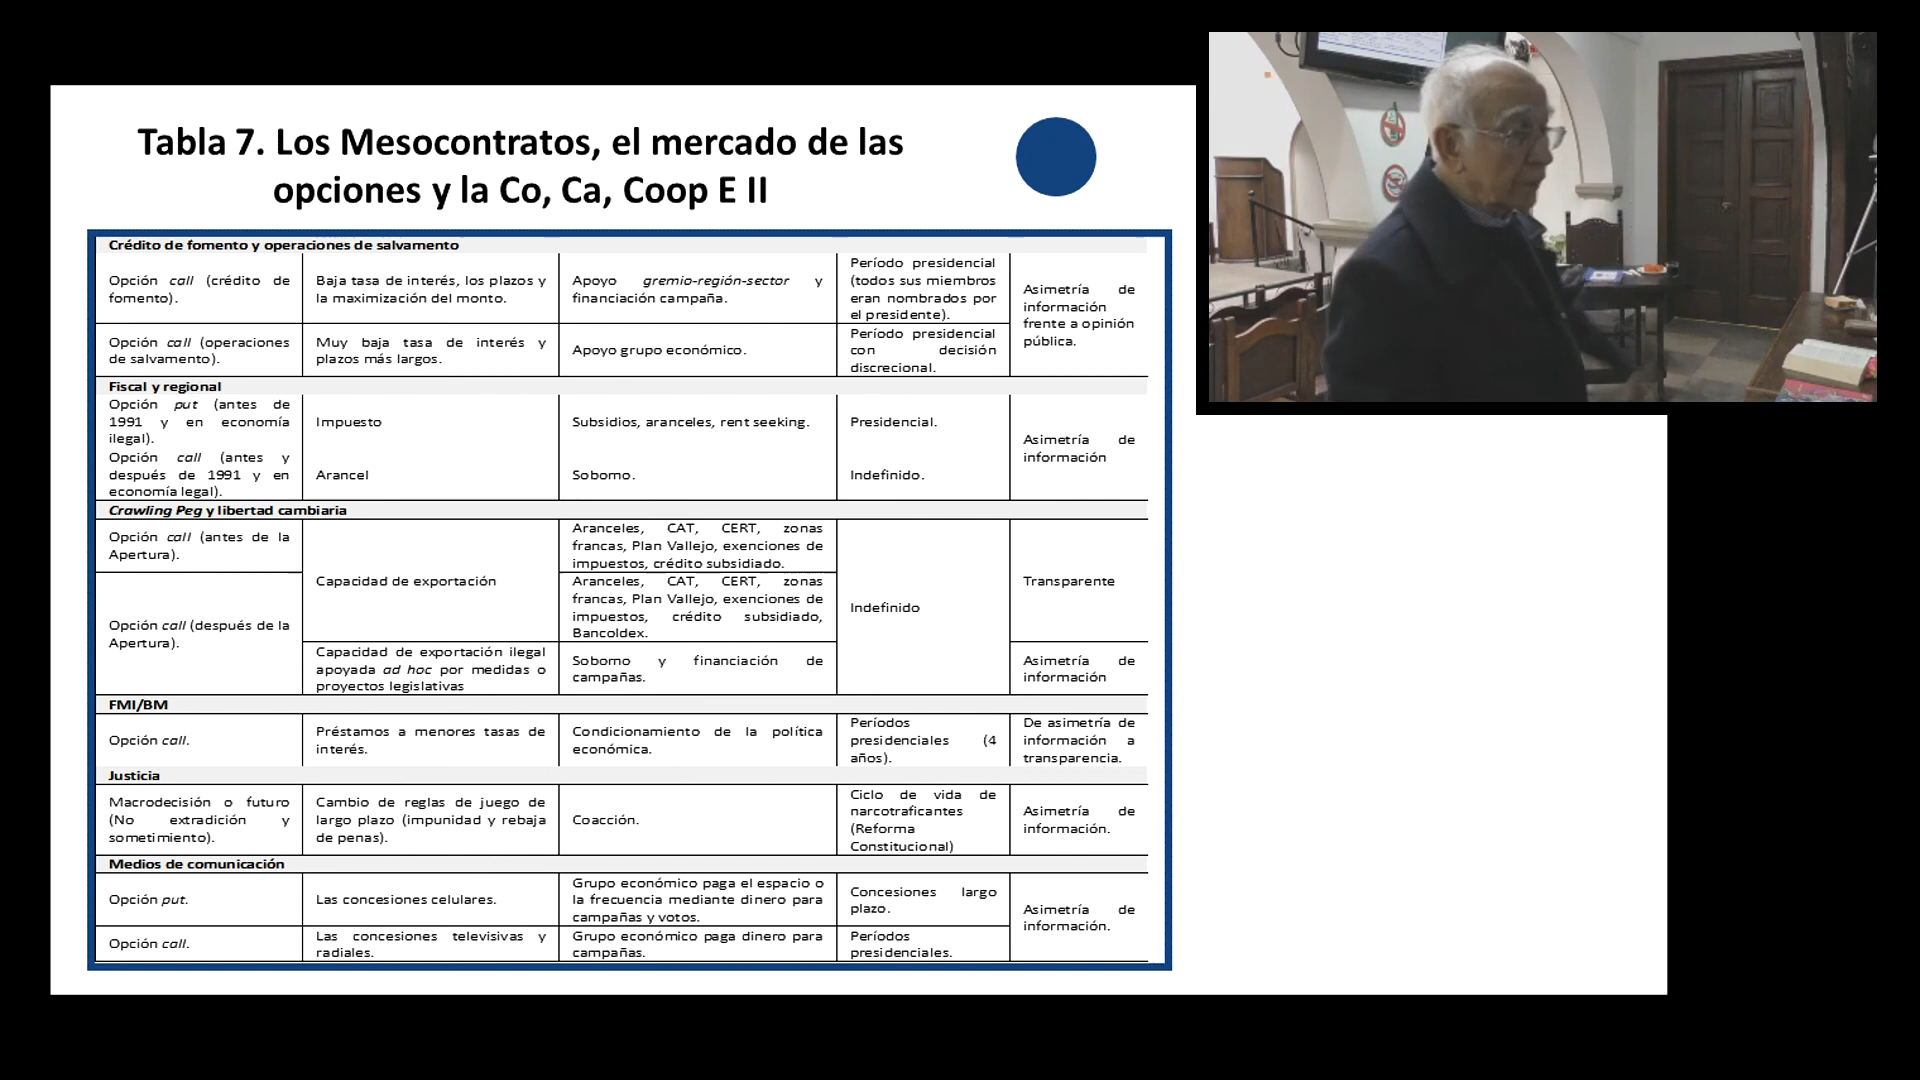 Tabla 7. Los Mesocontratos, el mercado de las
opciones y la Co, Ca, Coop E II
Crédito de fomento y operaciones de salvamento
Opción call (crédito de
fomento).
Baja tasa de interés, los plazos y
la maximización del monto.
Apoyo gremio-región-sector y
financiación campaña.
Período presidencial
(todos sus miembros
eran nombrados por
el presidente).
Asimetría de
información
frente a opinión
pública.
Opción call (operaciones
de salvamento).
Muy baja tasa de interés y
plazos más largos.
Apoyo grupo económico.
Período presidencial
con decisión
discrecional.
Fiscal y regional
Opción put (antes de
1991 y en economía
ilegal).
Impuesto
Subsidios, aranceles, rent seeking.
Presidencial.
Asimetría de
información
Opción call (antes y
después de 1991 y en
economía legal).
Arancel
Soborno.
Indefinido.
Crawling Peg y libertad cambiaria
Opción call (antes de la
Apertura).
Capacidad de exportación
Aranceles, CAT, CERT, zonas
francas, Plan Vallejo, exenciones de
impuestos, crédito subsidiado.
Indefinido
Transparente
Opción call (después de la
Apertura).
Aranceles, CAT, CERT, zonas
francas, Plan Vallejo, exenciones de
impuestos, crédito subsidiado,
Bancoldex.
Capacidad de exportación ilegal
apoyada ad hoc por medidas o
proyectos legislativas
Soborno y financiación de
campañas.
Asimetría de
información
FMI/BM
Opción call.
Préstamos a menores tasas de
interés.
Condicionamiento de la política
económica.
Períodos
presidenciales (4
años).
De asimetría de
información a
transparencia.
Justicia
Macrodecisión o futuro
(No extradición y
sometimiento).
Cambio de reglas de juego de
largo plazo (impunidad y rebaja
de penas).
Coacción.
Ciclo de vida de
narcotraficantes
(Reforma
Constitucional)
Asimetría de
información.
Medios de comunicación
Opción put.
Las concesiones celulares.
Grupo económico paga el espacio o
la frecuencia mediante dinero para
campañas y votos.
Concesiones largo
plazo.
Asimetría de
información.
Opción call.
Las concesiones televisivas y
radiales.
Grupo económico paga dinero para
campañas.
Períodos
presidenciales.